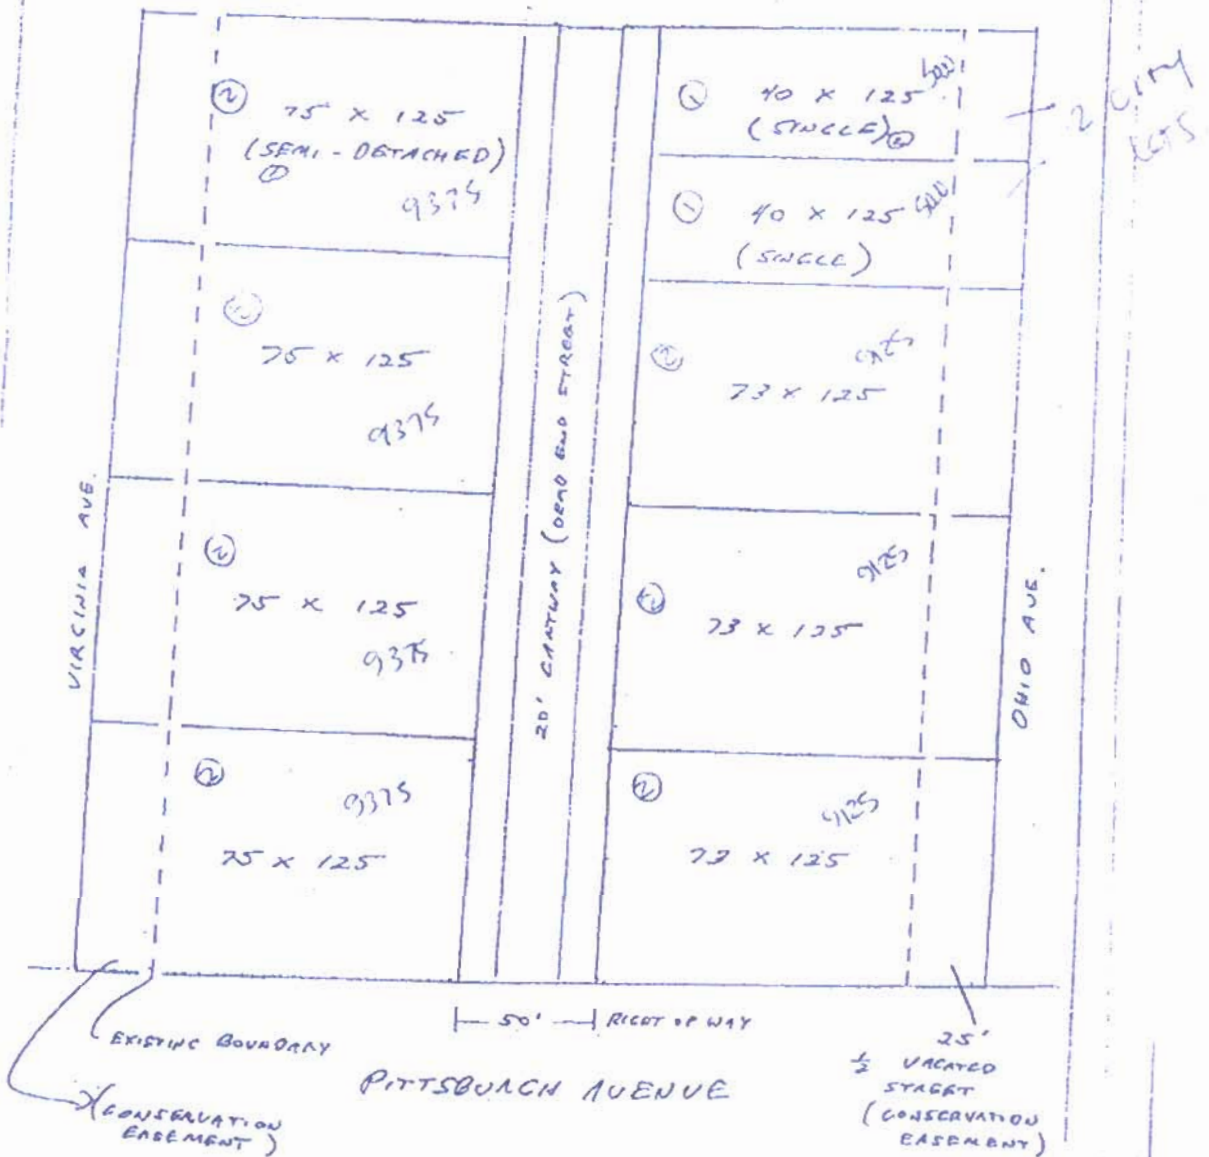 ② 75 x 125
(SEMI-DETACHED)
①
9375
75 x 125
9375
② 75 x 125
9375
② 9375
75 x 125
VIRGINIA AVE.
20' CARTWAY (DEAD END STREET)
40 x 125
(SINGLE)
① 40 x 125
(SINGLE)
② 73 x 125
② 9125
73 x 125
② 9125
73 x 125
OHIO AVE.
2
LOTS
EXISTING BOUNDARY
(CONSERVATION
EASEMENT)
50' RIGHT OF WAY
PITTSBURGH AVENUE
25'
½ VACATED
STREET
(CONSERVATION
EASEMENT)